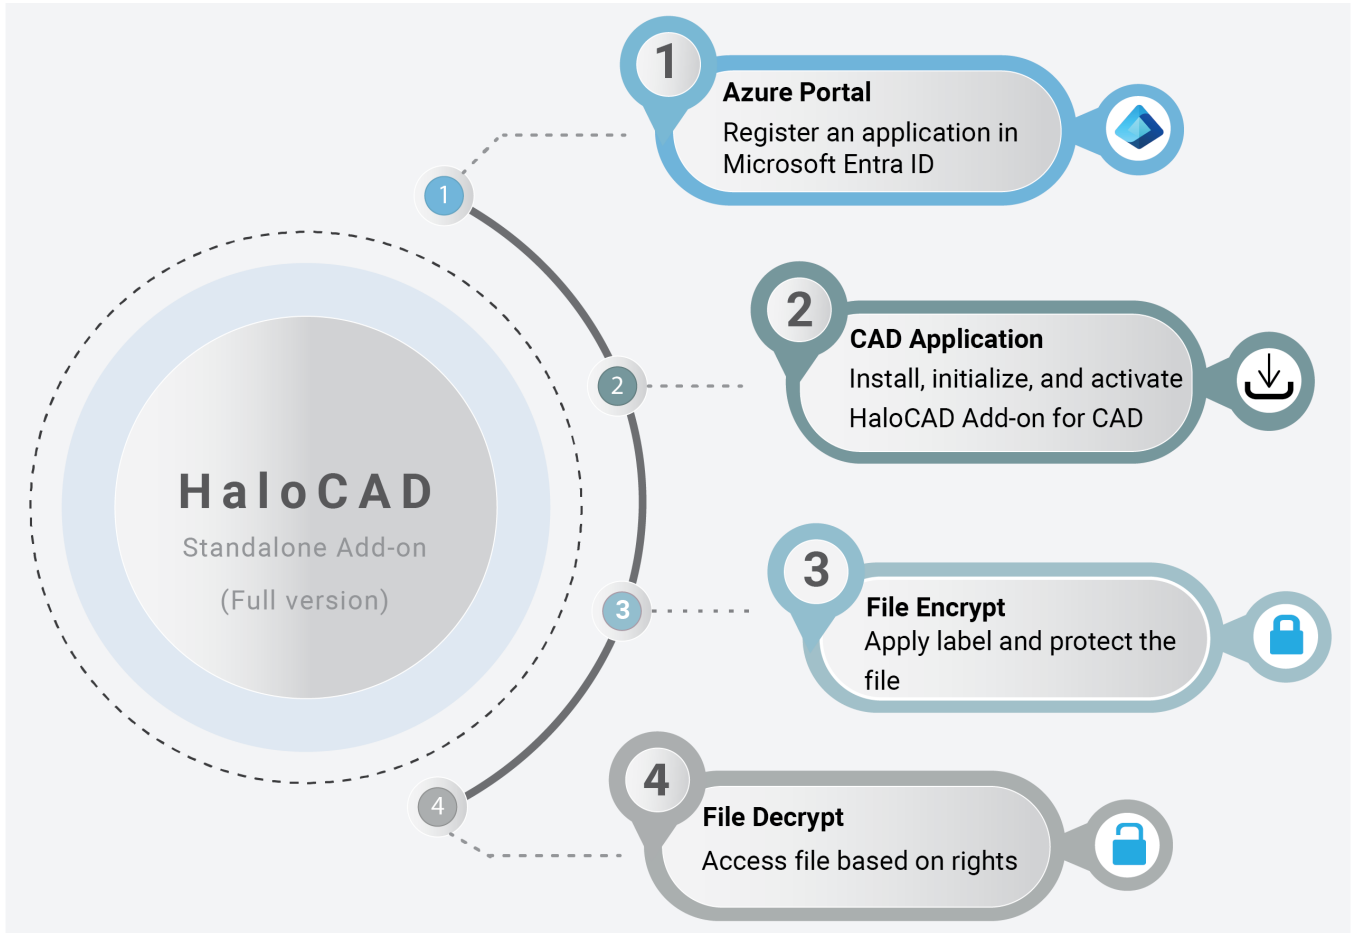 HaloCAD
Standalone Add-on
(Full version)
1
1
Azure Portal
Register an application in
Microsoft Entra ID
2
2
CAD Application
Install, initialize, and activate
HaloCAD Add-on for CAD
3
3
File Encrypt
Apply label and protect the
file
4
4
File Decrypt
Access file based on rights